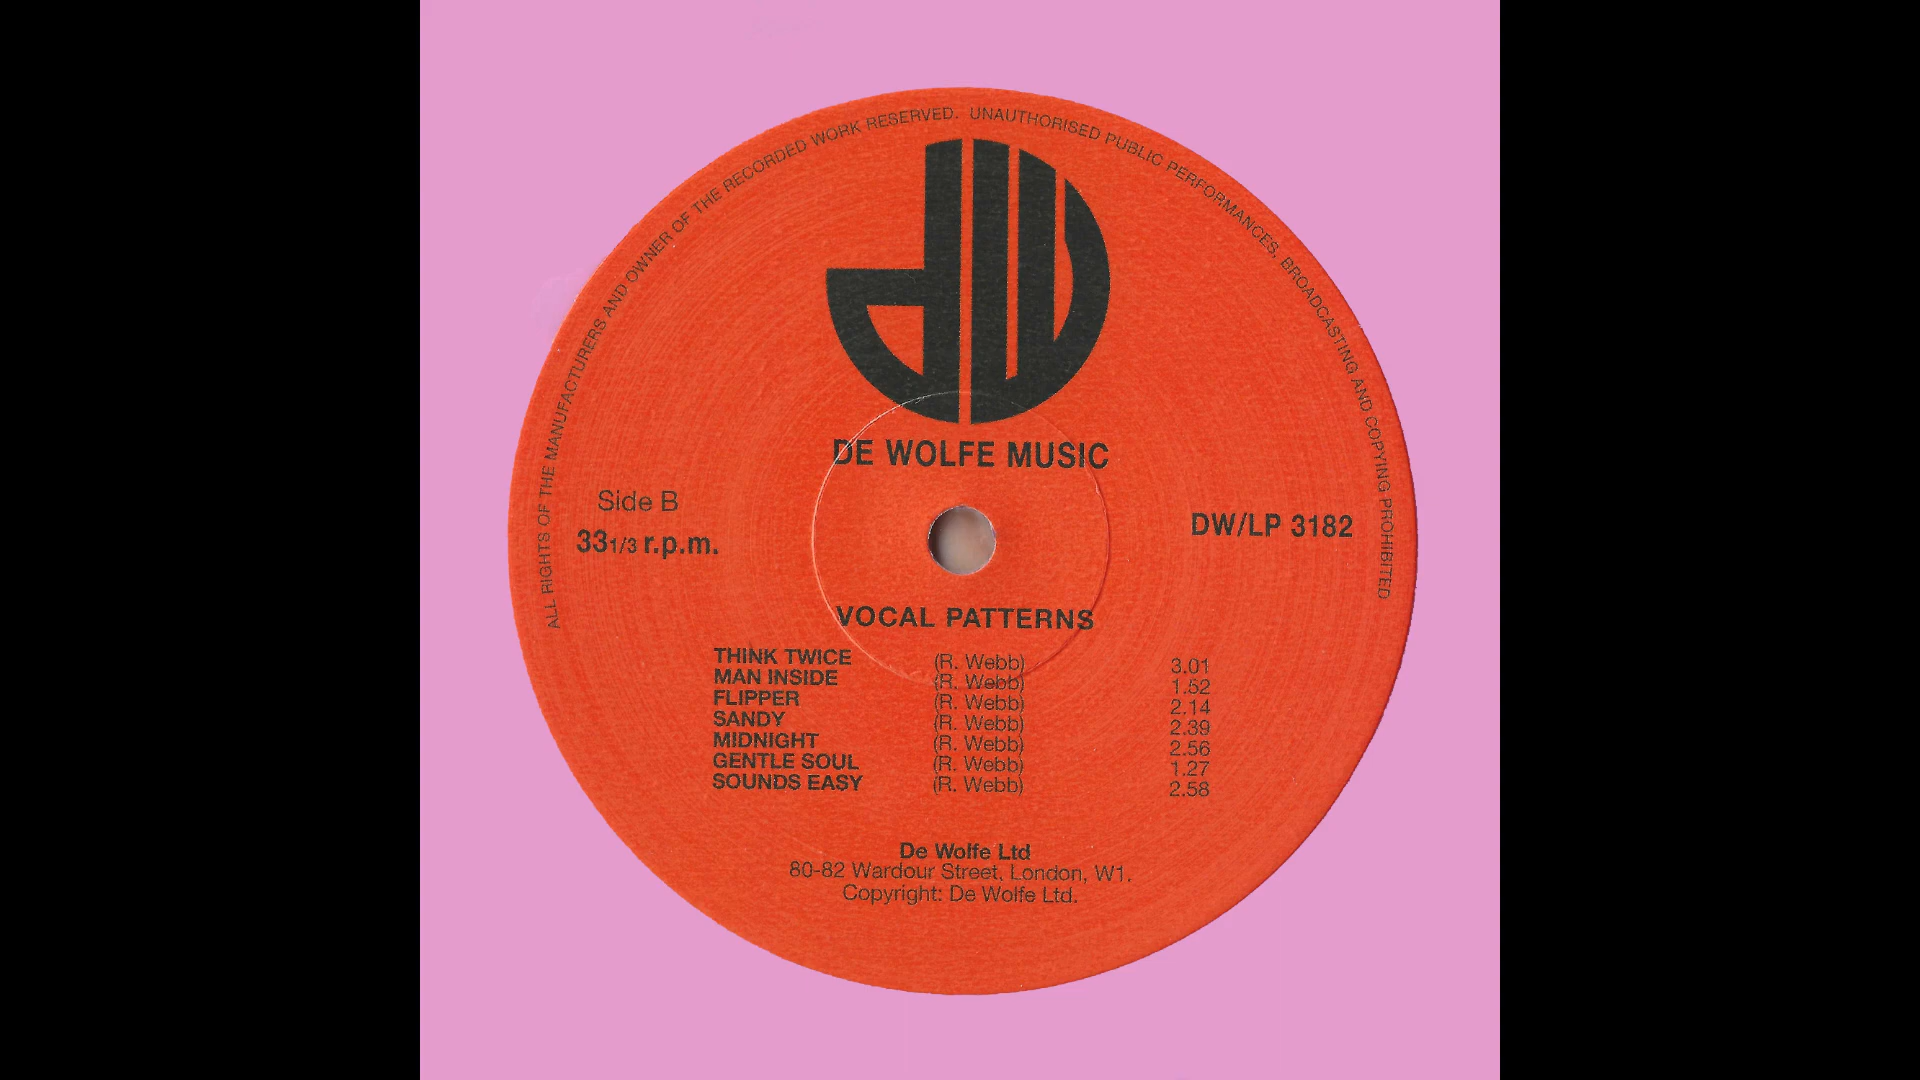 ALL RIGHTS OF THE MANUFACTURERS AND OWNER OF THE RECORDED WORK RESERVED. UNAUTHORISED PUBLIC PERFORMANCES, BROADCASTING AND COPYING PROHIBITED
dW
DE WOLFE MUSIC
Side B
33 1/3 r.p.m.
DW/LP 3182
VOCAL PATTERNS
THINK TWICE (R. Webb) 3.01
MAN INSIDE (R. Webb) 1.52
FLIPPER (R. Webb) 2.14
SANDY (R. Webb) 2.39
MIDNIGHT (R. Webb) 2.56
GENTLE SOUL (R. Webb) 1.27
SOUNDS EASY (R. Webb) 2.58
De Wolfe Ltd
80-82 Wardour Street, London, W1.
Copyright: De Wolfe Ltd.